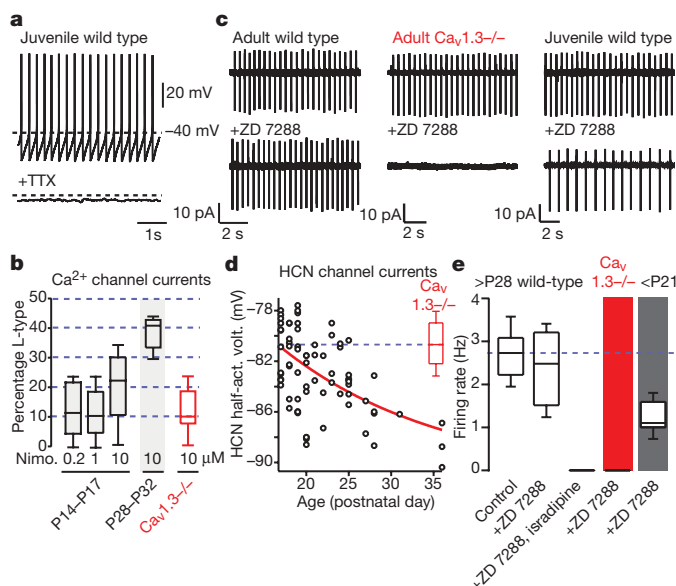 a
Juvenile wild type
20 mV
–40 mV
+TTX
1s
c
Adult wild type
Adult Cav1.3–/–
Juvenile wild type
+ZD 7288
+ZD 7288
+ZD 7288
10 pA
2 s
10 pA
2 s
10 pA
2 s
b
Ca2+ channel currents
Percentage L-type
50
40
30
20
10
0
Nimo. 0.2 1 10 10 10 μM
P14–P17
P28–P32
Cav1.3–/–
d
HCN channel currents
HCN half-act. volt. (mV)
–78
–82
–86
–90
Cav
1.3–/–
20 25 30 35
Age (postnatal day)
e
>P28 wild-type
Cav
1.3–/–
<P21
Firing rate (Hz)
4
3
2
1
0
Control
+ZD 7288
+ZD 7288, isradipine
+ZD 7288
+ZD 7288